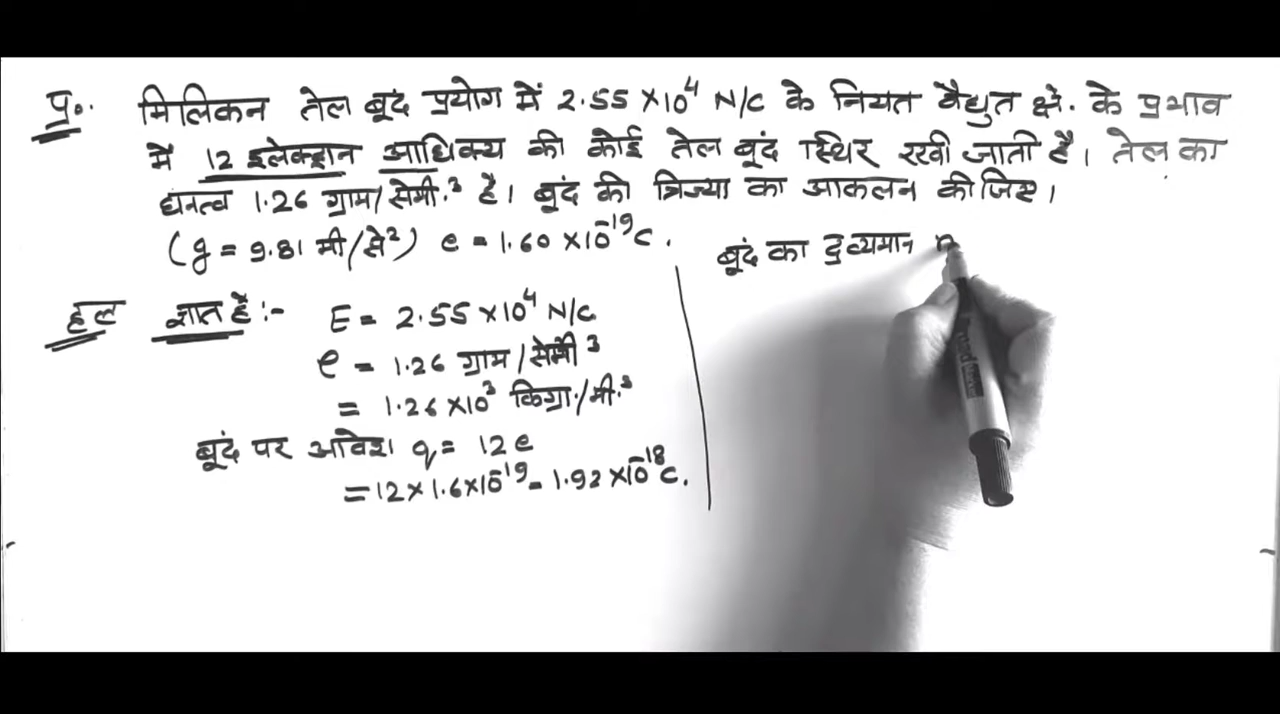 प्र०. मिलिकन तेल बूंद प्रयोग में 2.55 × 10⁴ N/C के नियत वैद्युत क्षे. के प्रभाव
में 12 इलेक्ट्रान आधिक्य की कोई तेल बूंद स्थिर रखी जाती है। तेल का
घनत्व 1.26 ग्राम/सेमी.³ है। बूंद की त्रिज्या का आकलन कीजिए।
(g = 9.81 मी/से²) e = 1.60 × 10⁻¹⁹ C.
हल ज्ञात है :- E = 2.55 × 10⁴ N/C
ρ = 1.26 ग्राम/सेमी ³
= 1.26 × 10³ किग्रा./मी.³
बूंद पर आवेश q = 12 e
= 12 × 1.6 × 10⁻¹⁹ = 1.92 × 10⁻¹⁸ C.
बूंद का द्रव्यमान